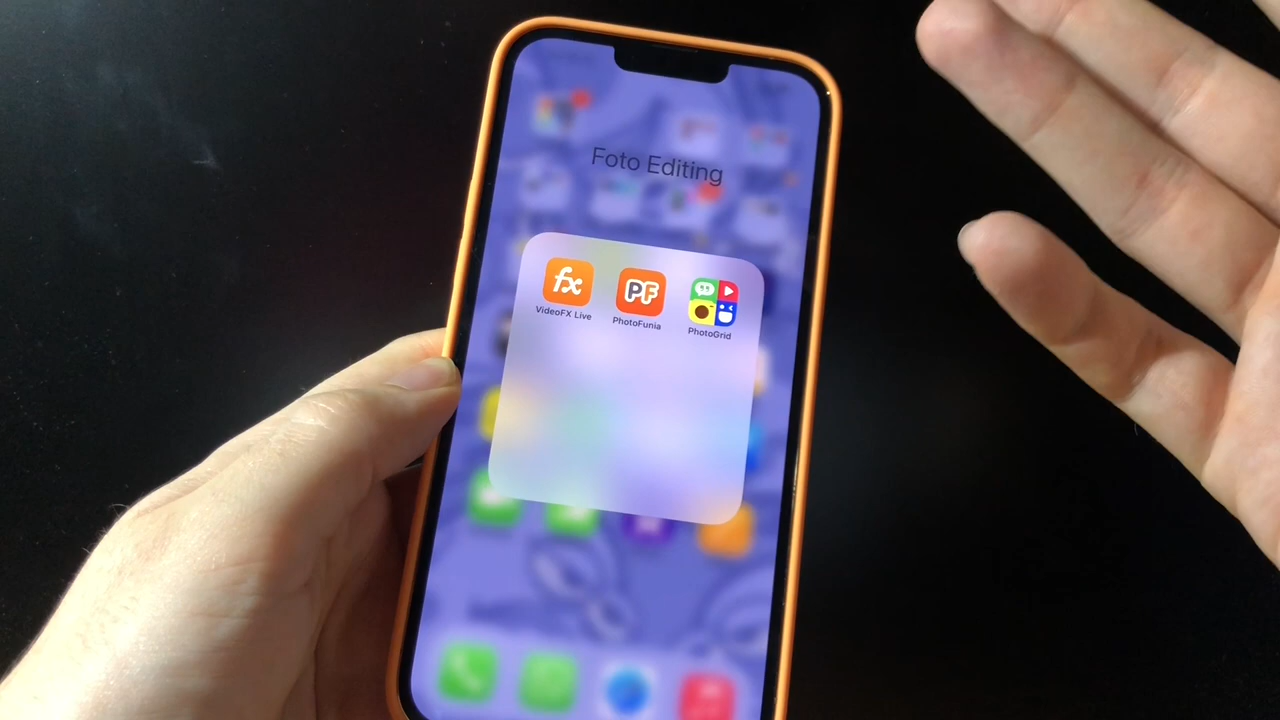 Foto Editing
fx
PF
VideoFX Live
PhotoFunia
PhotoGrid